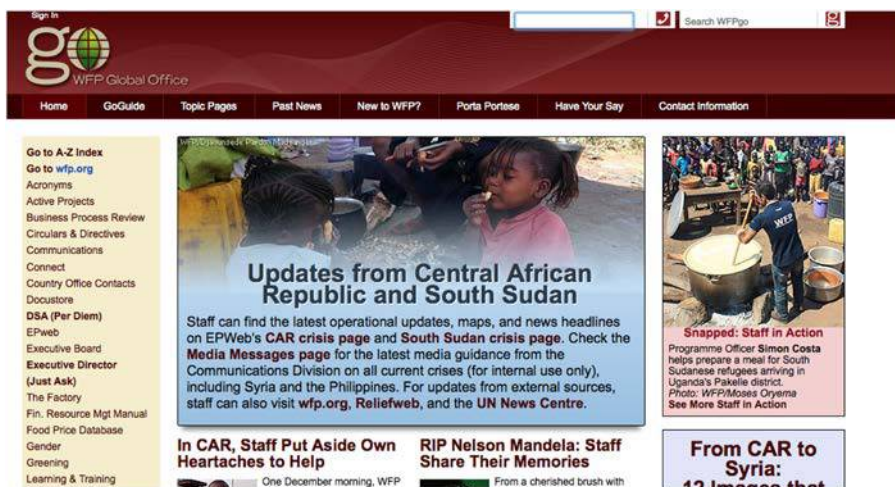 Sign In
Search WFPgo
go
go
WFP Global Office
Home GoGuide Topic Pages Past News New to WFP? Porta Portese Have Your Say Contact Information
Go to A-Z Index
Go to wfp.org
Acronyms
Active Projects
Business Process Review
Circulars & Directives
Communications
Connect
Country Office Contacts
Docustore
DSA (Per Diem)
EPweb
Executive Board
Executive Director
(Just Ask)
The Factory
Fin. Resource Mgt Manual
Food Price Database
Gender
Greening
Learning & Training
Updates from Central African
Republic and South Sudan
Staff can find the latest operational updates, maps, and news headlines
on EPWeb's CAR crisis page and South Sudan crisis page. Check the
Media Messages page for the latest media guidance from the
Communications Division on all current crises (for internal use only),
including Syria and the Philippines. For updates from external sources,
staff can also visit wfp.org, Reliefweb, and the UN News Centre.
In CAR, Staff Put Aside Own
Heartaches to Help
One December morning, WFP
RIP Nelson Mandela: Staff
Share Their Memories
From a cherished brush with
WFP
Snapped: Staff in Action
Programme Officer Simon Costa
helps prepare a meal for South
Sudanese refugees arriving in
Uganda's Pakelle district.
Photo: WFP/Moses Oryema
See More Staff in Action
From CAR to
Syria:
12 Images that